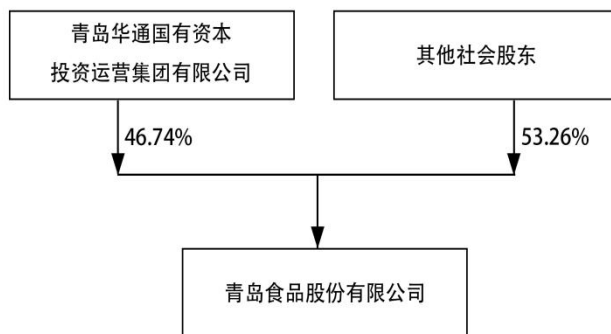 青岛华通国有资本
投资运营集团有限公司
其他社会股东
46.74%
53.26%
青岛食品股份有限公司